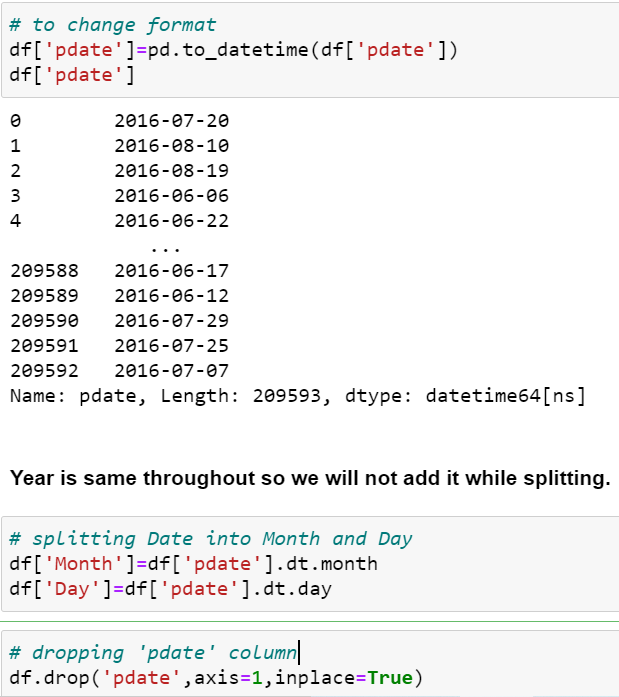 # to change format
df['pdate']=pd.to_datetime(df['pdate'])
df['pdate']
0        2016-07-20
1        2016-08-10
2        2016-08-19
3        2016-06-06
4        2016-06-22
            ...
209588   2016-06-17
209589   2016-06-12
209590   2016-07-29
209591   2016-07-25
209592   2016-07-07
Name: pdate, Length: 209593, dtype: datetime64[ns]
Year is same throughout so we will not add it while splitting.
# splitting Date into Month and Day
df['Month']=df['pdate'].dt.month
df['Day']=df['pdate'].dt.day
# dropping 'pdate' column
df.drop('pdate',axis=1,inplace=True)